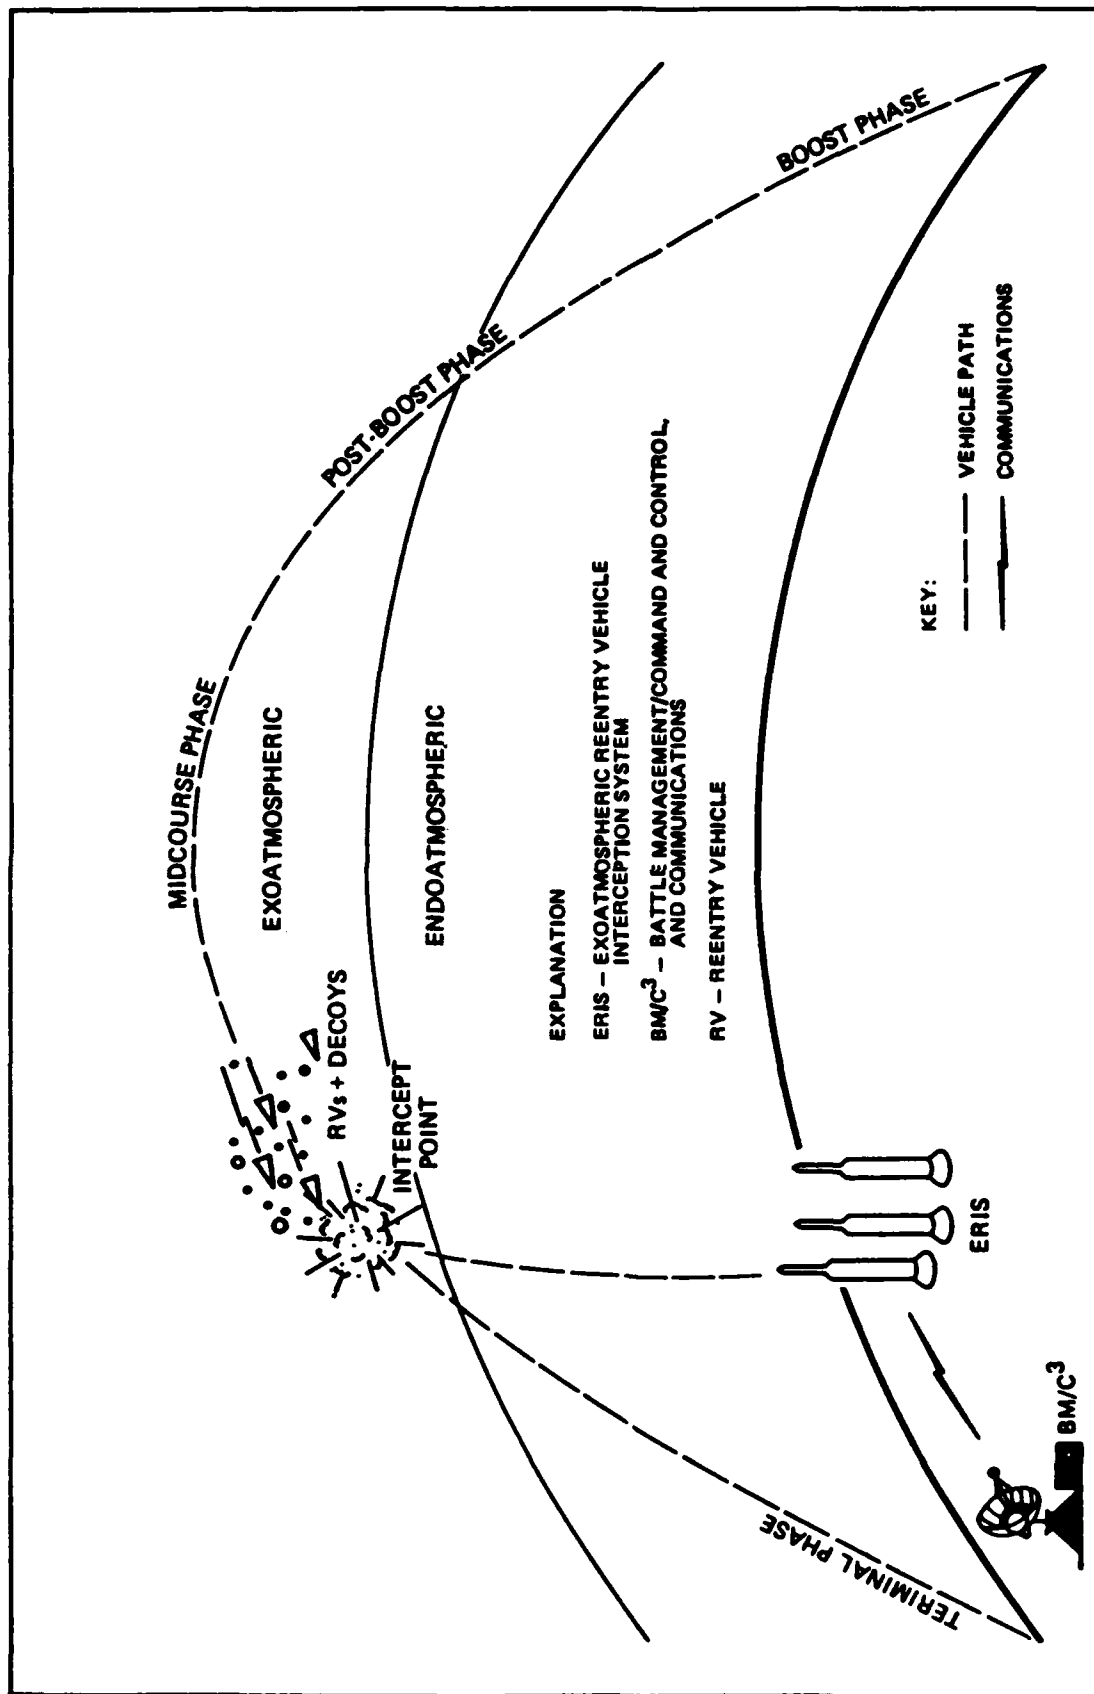 MIDCOURSE PHASE
POST-BOOST PHASE
BOOST PHASE
EXOATMOSPHERIC
RVs + DECOYS
INTERCEPT
POINT
ENDOATMOSPHERIC
TERIMINAL PHASE
EXPLANATION
ERIS – EXOATMOSPHERIC REENTRY VEHICLE
INTERCEPTION SYSTEM
BM/C³ – BATTLE MANAGEMENT/COMMAND AND CONTROL,
AND COMMUNICATIONS
RV – REENTRY VEHICLE
KEY:
VEHICLE PATH
COMMUNICATIONS
ERIS
BM/C³